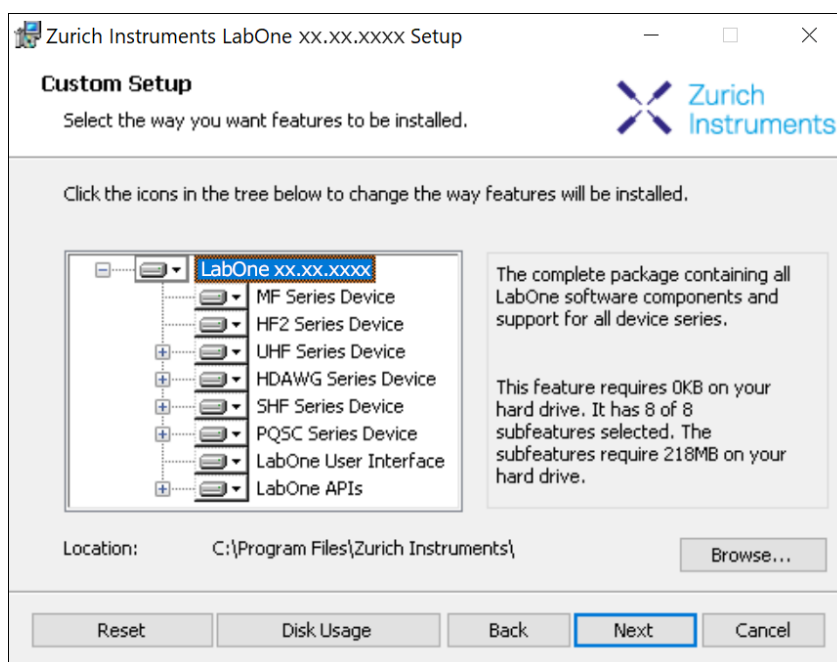 Zurich Instruments LabOne xx.xx.xxxx Setup
Custom Setup
Select the way you want features to be installed.
Zurich
Instruments
Click the icons in the tree below to change the way features will be installed.
LabOne xx.xx.xxxx
MF Series Device
HF2 Series Device
UHF Series Device
HDAWG Series Device
SHF Series Device
PQSC Series Device
LabOne User Interface
LabOne APIs
The complete package containing all
LabOne software components and
support for all device series.
This feature requires 0KB on your
hard drive. It has 8 of 8
subfeatures selected. The
subfeatures require 218MB on your
hard drive.
Location: C:\Program Files\Zurich Instruments\
Browse...
Reset Disk Usage Back Next Cancel